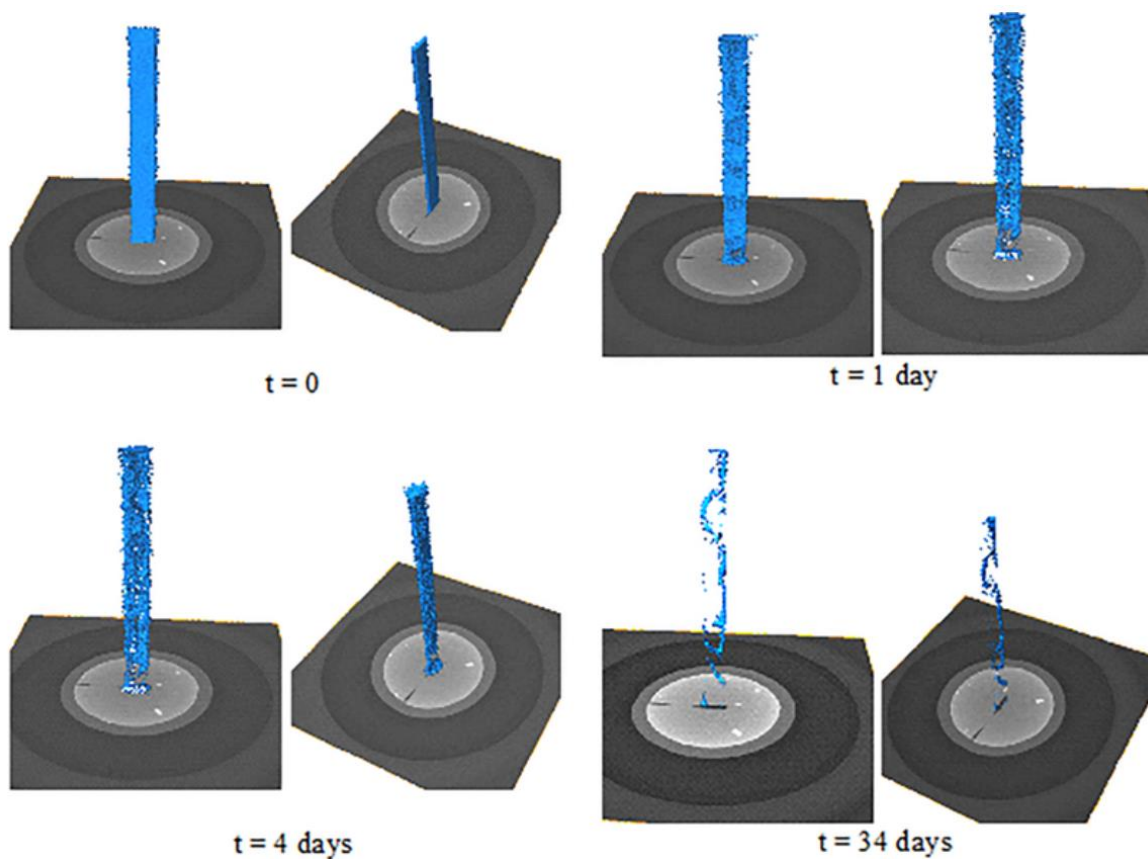 t = 0
t = 1 day
t = 4 days
t = 34 days